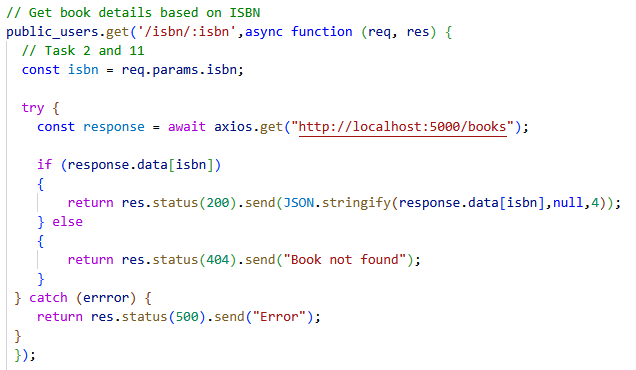 // Get book details based on ISBN
public_users.get('/isbn/:isbn',async function (req, res) {
  // Task 2 and 11
  const isbn = req.params.isbn;

  try {
    const response = await axios.get("http://localhost:5000/books");

    if (response.data[isbn])
    {
        return res.status(200).send(JSON.stringify(response.data[isbn],null,4));
    } else
    {
        return res.status(404).send("Book not found");
    }
 } catch (errror) {
    return res.status(500).send("Error");
 }
 });